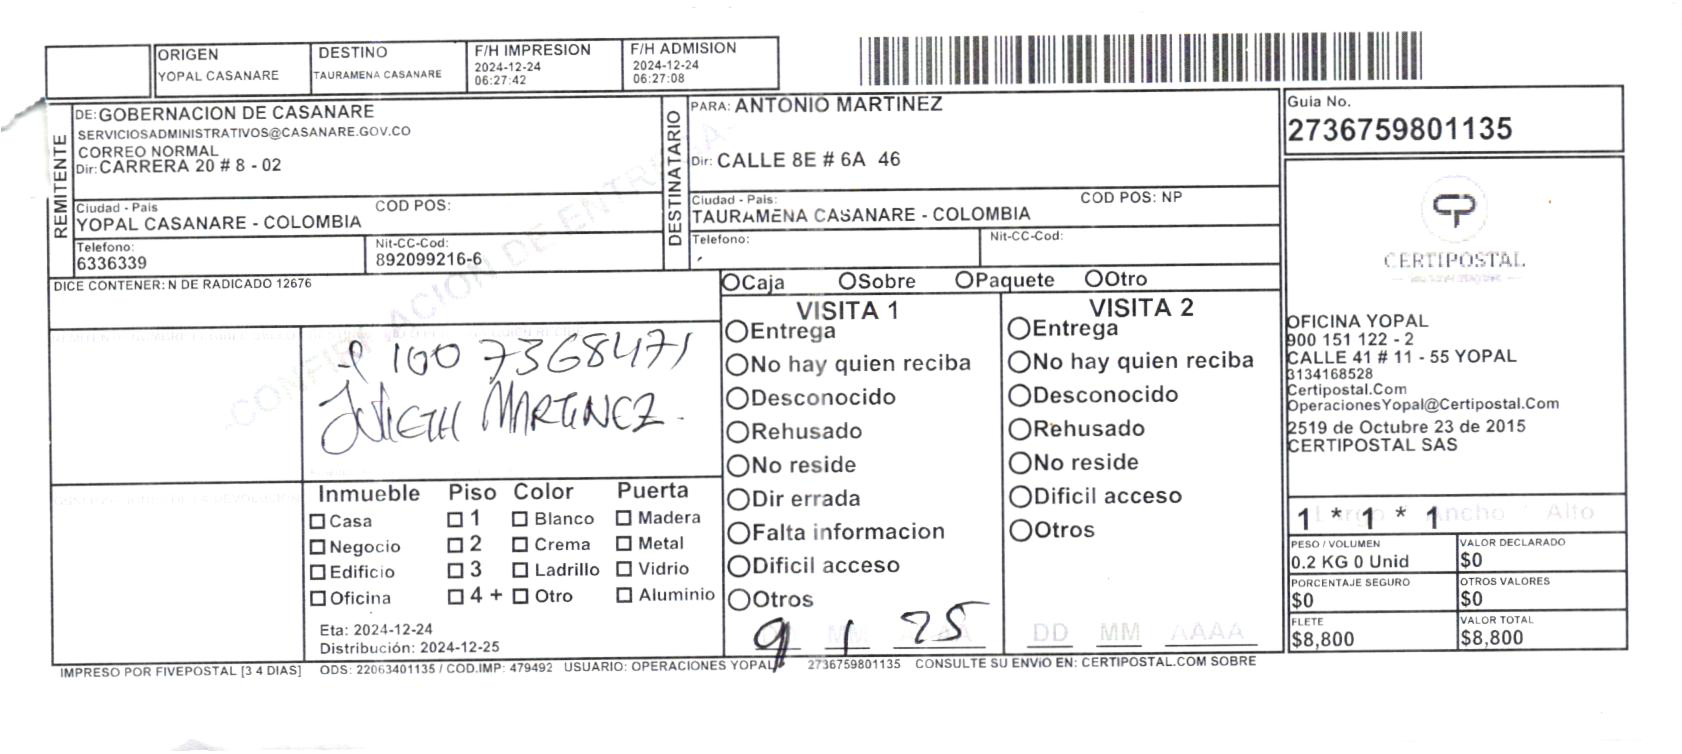 ORIGEN
YOPAL CASANARE
DESTINO
TAURAMENA CASANARE
F/H IMPRESION
2024-12-24
06:27:42
F/H ADMISION
2024-12-24
06:27:08
REMITENTE
DE: GOBERNACION DE CASANARE
SERVICIOSADMINISTRATIVOS@CASANARE.GOV.CO
CORREO NORMAL
Dir: CARRERA 20 # 8 - 02
Ciudad - Pais
COD POS:
YOPAL CASANARE - COLOMBIA
Telefono:
6336339
Nit-CC-Cod:
892099216-6
DESTINATARIO
PARA: ANTONIO MARTINEZ
Dir: CALLE 8E # 6A 46
Ciudad - Pais:
COD POS: NP
TAURAMENA CASANARE - COLOMBIA
Telefono:
Nit-CC-Cod:
Guia No.
2736759801135
CERTIPOSTAL
OFICINA YOPAL
900 151 122 - 2
CALLE 41 # 11 - 55 YOPAL
3134168528
Certipostal.Com
OperacionesYopal@Certipostal.Com
2519 de Octubre 23 de 2015
CERTIPOSTAL SAS
DICE CONTENER: N DE RADICADO 12676
-CONFIRMACION DE ENTREGA-
1007368471
JULIETH MARTINEZ.
Inmueble Piso Color Puerta
Casa 1 Blanco Madera
Negocio 2 Crema Metal
Edificio 3 Ladrillo Vidrio
Oficina 4 + Otro Aluminio
Eta: 2024-12-24
Distribución: 2024-12-25
Caja Sobre Paquete Otro
VISITA 1
Entrega
No hay quien reciba
Desconocido
Rehusado
No reside
Dir errada
Falta informacion
Dificil acceso
Otros
9 1 25
VISITA 2
Entrega
No hay quien reciba
Desconocido
Rehusado
No reside
Dificil acceso
Otros
DD MM AAAA
1 * 1 * 1
Largo * Ancho * Alto
PESO / VOLUMEN
0.2 KG 0 Unid
VALOR DECLARADO
$0
PORCENTAJE SEGURO
$0
OTROS VALORES
$0
FLETE
$8,800
VALOR TOTAL
$8,800
IMPRESO POR FIVEPOSTAL [3 4 DIAS] ODS: 22063401135 / COD.IMP: 479492 USUARIO: OPERACIONES YOPAL 2736759801135 CONSULTE SU ENVIO EN: CERTIPOSTAL.COM SOBRE